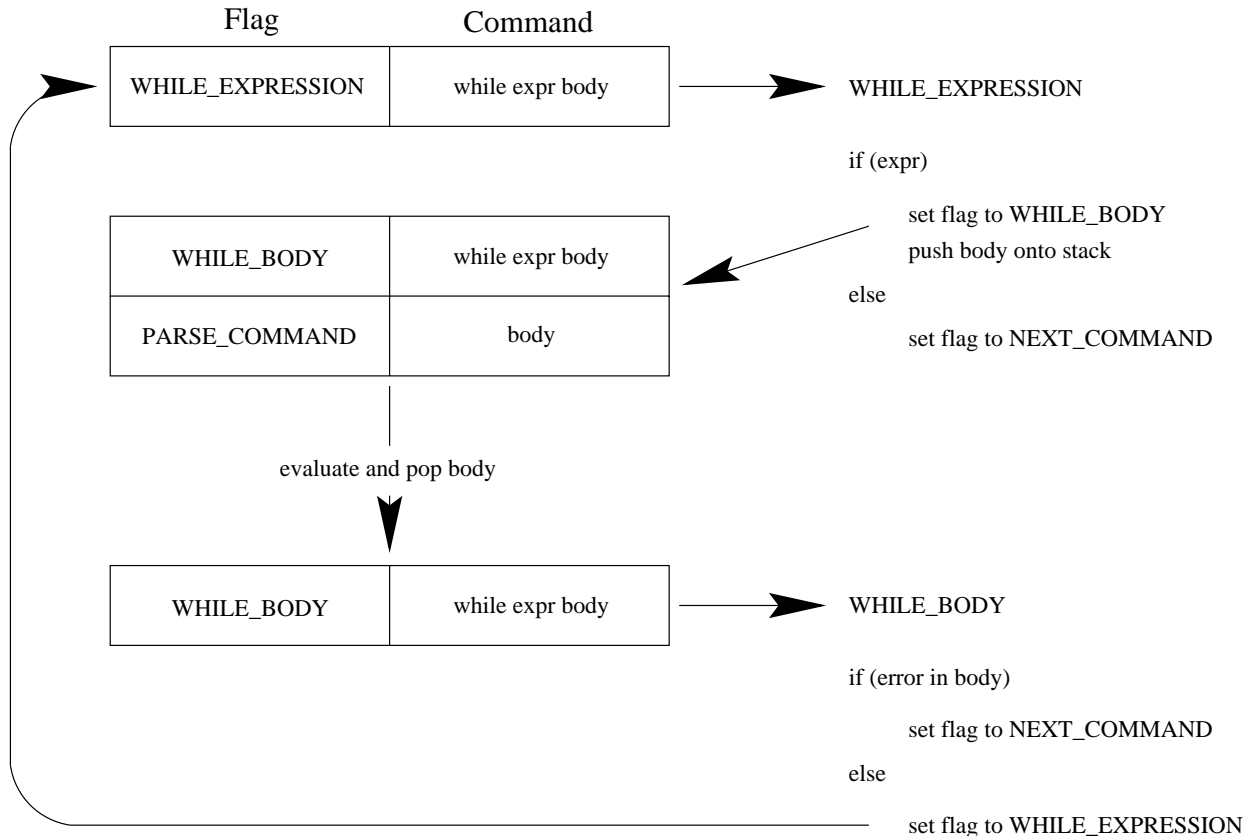 Flag Command
WHILE_EXPRESSION while expr body WHILE_EXPRESSION
if (expr)
set flag to WHILE_BODY
WHILE_BODY while expr body push body onto stack
else
PARSE_COMMAND body set flag to NEXT_COMMAND
evaluate and pop body
WHILE_BODY while expr body WHILE_BODY
if (error in body)
set flag to NEXT_COMMAND
else
set flag to WHILE_EXPRESSION